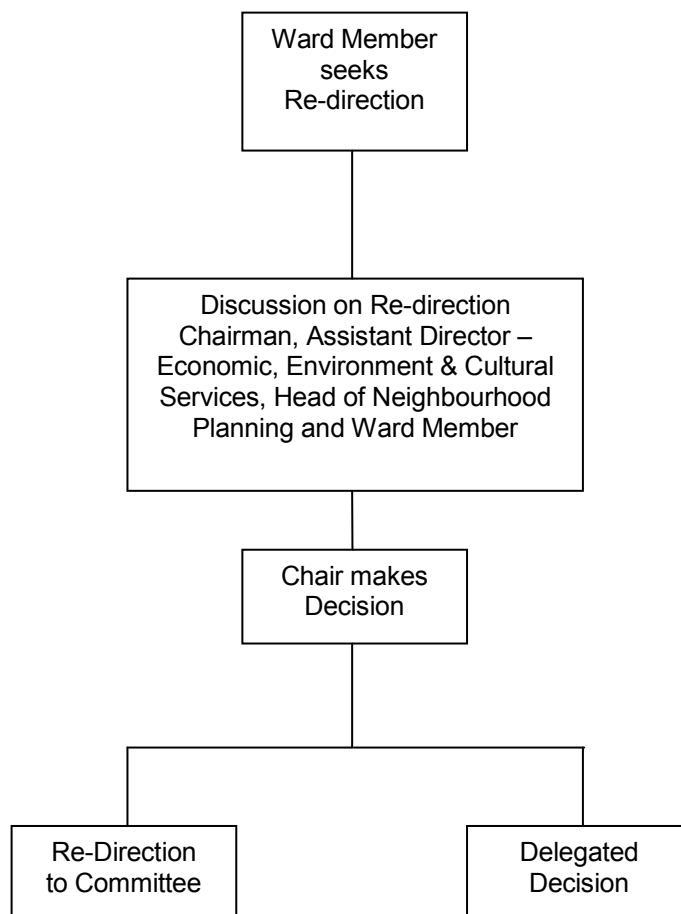 Ward Member
seeks
Re-direction
Discussion on Re-direction
Chairman, Assistant Director –
Economic, Environment & Cultural
Services, Head of Neighbourhood
Planning and Ward Member
Chair makes
Decision
Re-Direction
to Committee
Delegated
Decision